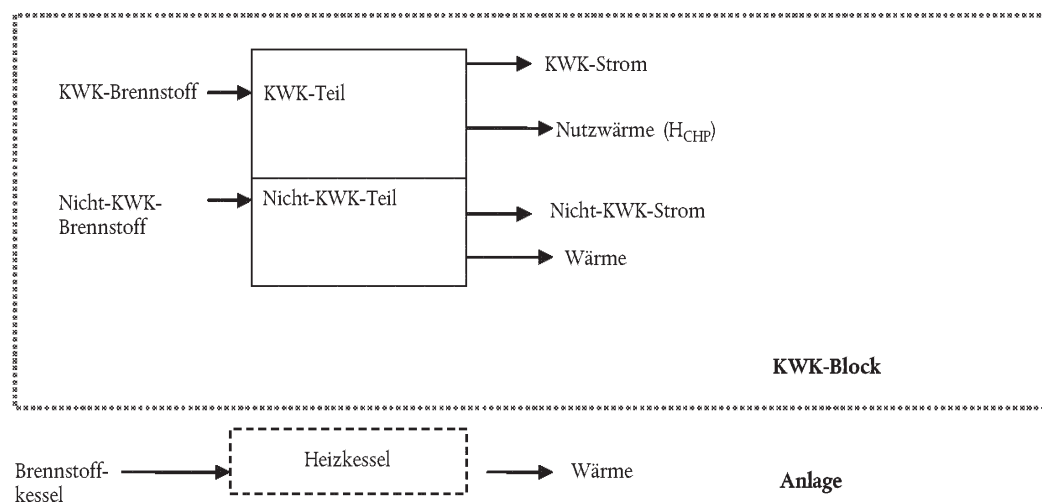 KWK-Brennstoff
KWK-Teil
KWK-Strom
Nutzwärme (HCHP)
Nicht-KWK-
Brennstoff
Nicht-KWK-Teil
Nicht-KWK-Strom
Wärme
KWK-Block
Brennstoff-
kessel
Heizkessel
Wärme
Anlage